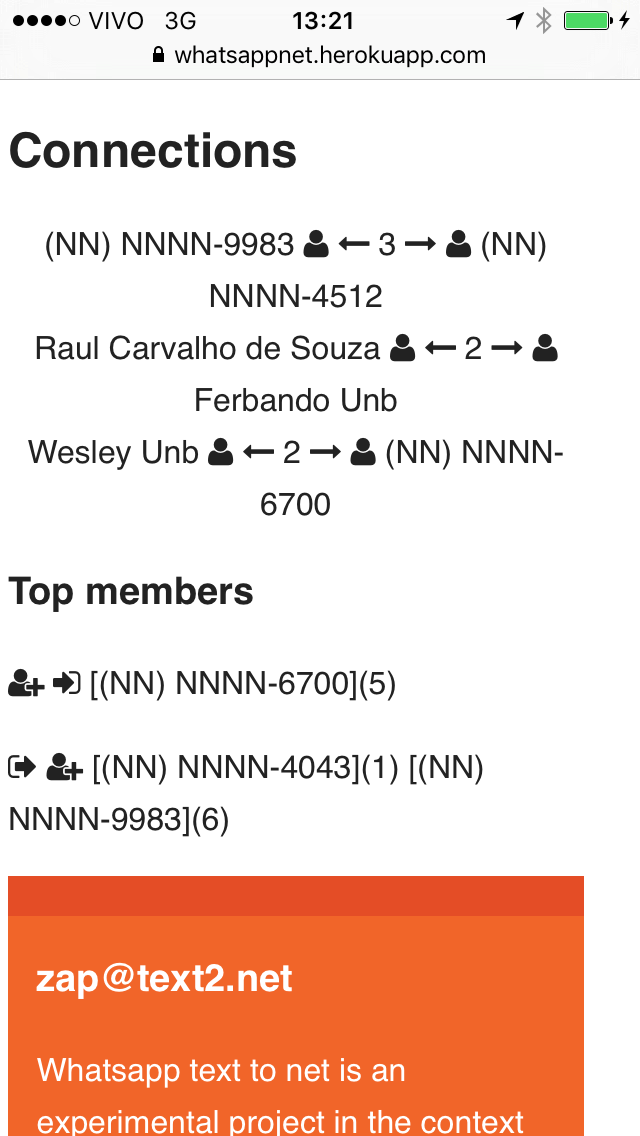 VIVO 3G 13:21
whatsappnet.herokuapp.com
Connections
(NN) NNNN-9983 3 (NN)
NNNN-4512
Raul Carvalho de Souza 2
Ferbando Unb
Wesley Unb 2 (NN) NNNN-
6700
Top members
[(NN) NNNN-6700](5)
[(NN) NNNN-4043](1) [(NN)
NNNN-9983](6)
zap@text2.net
Whatsapp text to net is an
experimental project in the context